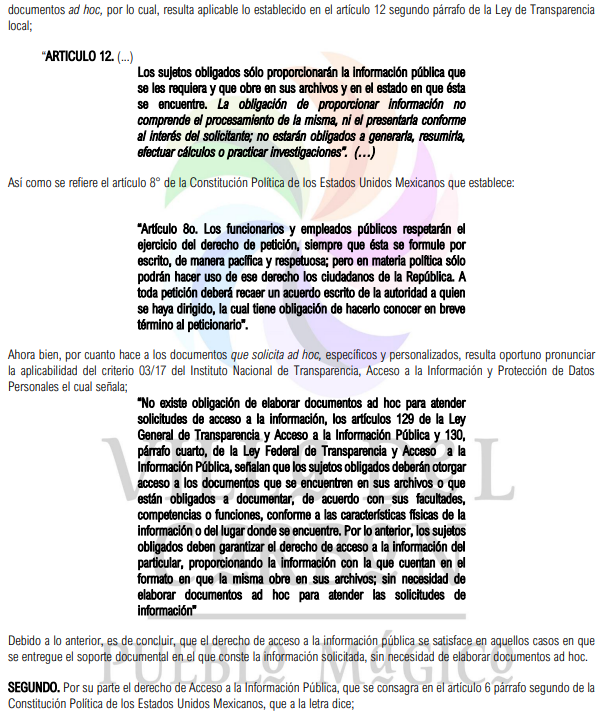 documentos ad hoc, por lo cual, resulta aplicable lo establecido en el artículo 12 segundo párrafo de la Ley de Transparencia
local;
“ARTICULO 12. (...)
Los sujetos obligados sólo proporcionarán la información pública que
se les requiera y que obre en sus archivos y en el estado en que ésta
se encuentre. La obligación de proporcionar información no
comprende el procesamiento de la misma, ni el presentarla conforme
al interés del solicitante; no estarán obligados a generarla, resumirla,
efectuar cálculos o practicar investigaciones”. (…)
Así como se refiere el artículo 8° de la Constitución Política de los Estados Unidos Mexicanos que establece:
“Artículo 8o. Los funcionarios y empleados públicos respetarán el
ejercicio del derecho de petición, siempre que ésta se formule por
escrito, de manera pacífica y respetuosa; pero en materia política sólo
podrán hacer uso de ese derecho los ciudadanos de la República. A
toda petición deberá recaer un acuerdo escrito de la autoridad a quien
se haya dirigido, la cual tiene obligación de hacerlo conocer en breve
término al peticionario”.
Ahora bien, por cuanto hace a los documentos que solicita ad hoc, específicos y personalizados, resulta oportuno pronunciar
la aplicabilidad del criterio 03/17 del Instituto Nacional de Transparencia, Acceso a la Información y Protección de Datos
Personales el cual señala;
“No existe obligación de elaborar documentos ad hoc para atender
solicitudes de acceso a la información, los artículos 129 de la Ley
General de Transparencia y Acceso a la Información Pública y 130,
párrafo cuarto, de la Ley Federal de Transparencia y Acceso a la
Información Pública, señalan que los sujetos obligados deberán otorgar
acceso a los documentos que se encuentren en sus archivos o que
están obligados a documentar, de acuerdo con sus facultades,
competencias o funciones, conforme a las características físicas de la
información o del lugar donde se encuentre. Por lo anterior, los sujetos
obligados deben garantizar el derecho de acceso a la información del
particular, proporcionando la información con la que cuentan en el
formato en que la misma obre en sus archivos; sin necesidad de
elaborar documentos ad hoc para atender las solicitudes de
información”
VILLA DEL
CARBÓN
Debido a lo anterior, es de concluir, que el derecho de acceso a la información pública se satisface en aquellos casos en que
se entregue el soporte documental en el que conste la información solicitada, sin necesidad de elaborar documentos ad hoc.
PUEBLO MÁGICO
SEGUNDO. Por su parte el derecho de Acceso a la Información Pública, que se consagra en el artículo 6 párrafo segundo de la
Constitución Política de los Estados Unidos Mexicanos, que a la letra dice;